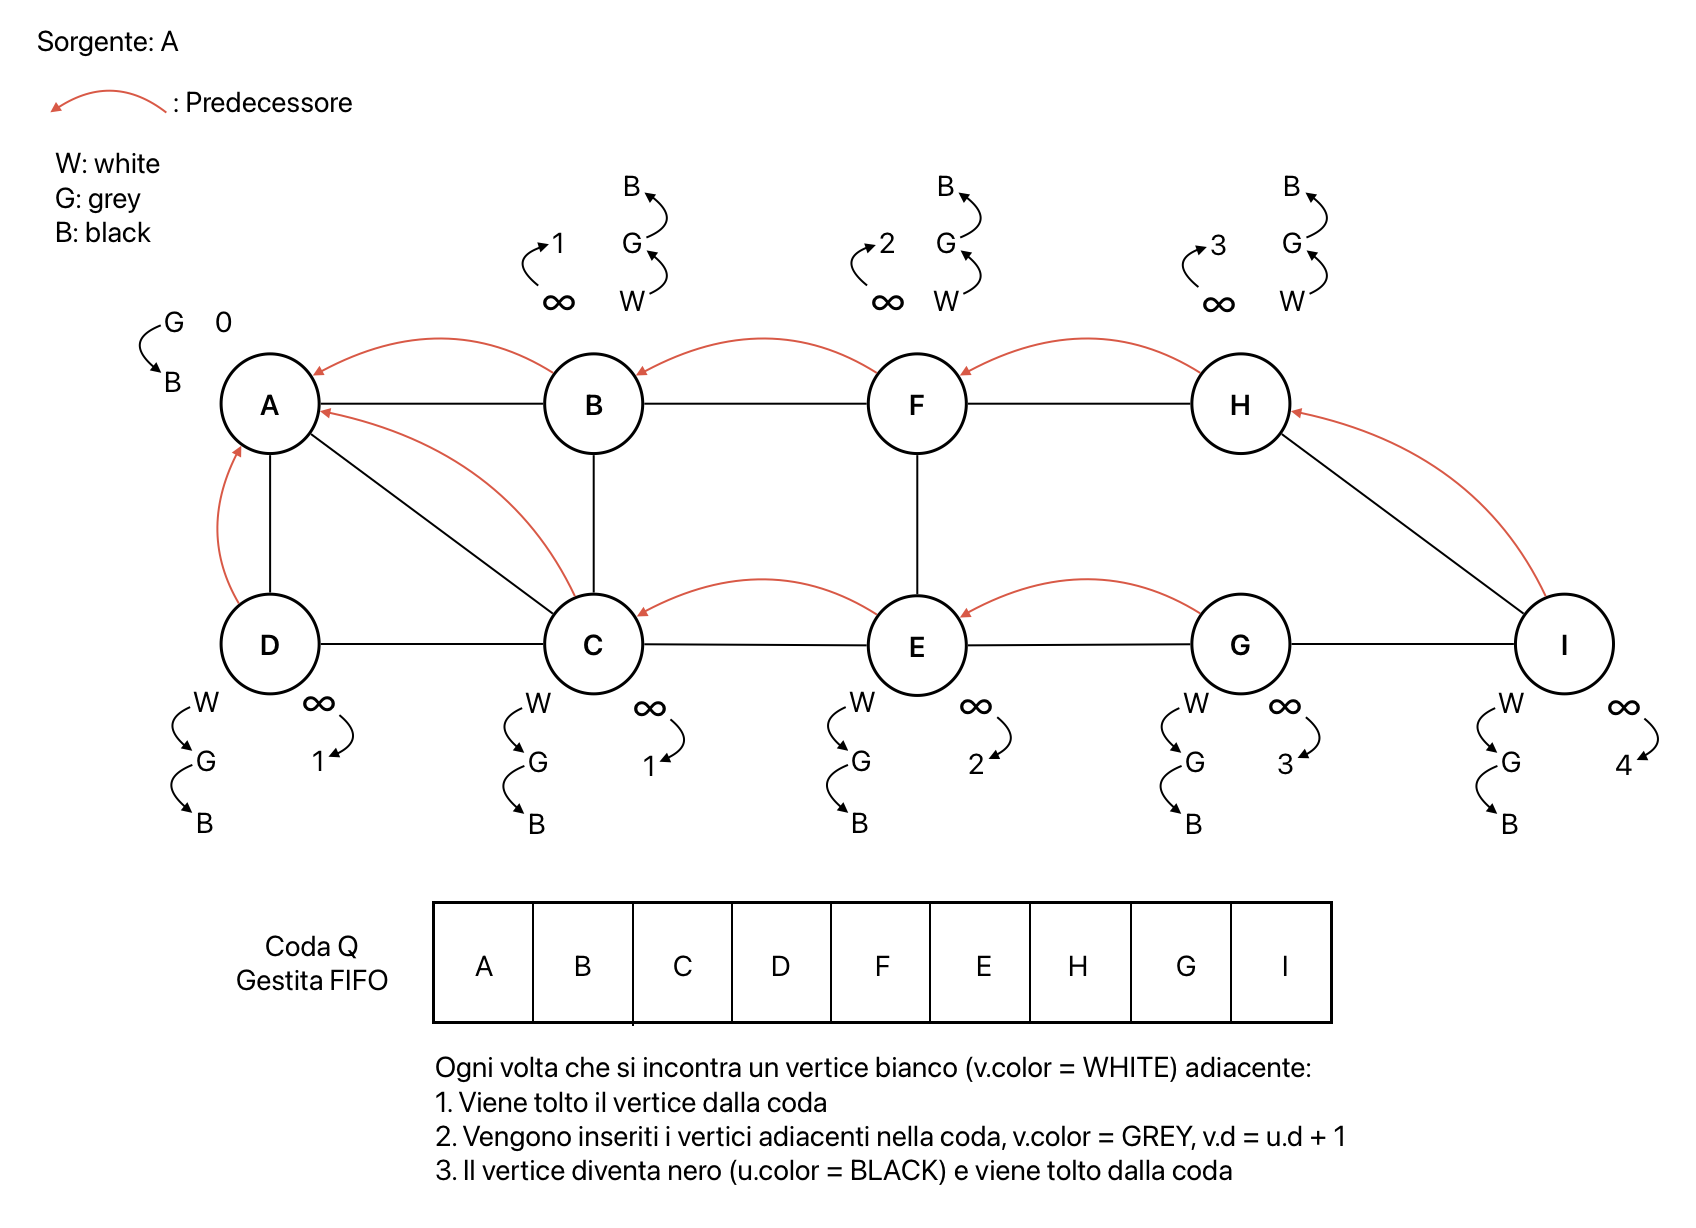 Sorgente: A
: Predecessore
W: white
G: grey
B: black
B
B
B
1 G
2 G
3 G
∞ W
∞ W
∞ W
G 0
B
A B F H
D C E G I
W ∞
W ∞
W ∞
W ∞
W ∞
G 1
G 1
G 2
G 3
G 4
B
B
B
B
B
Coda Q
Gestita FIFO
A B C D F E H G I
Ogni volta che si incontra un vertice bianco (v.color = WHITE) adiacente:
1. Viene tolto il vertice dalla coda
2. Vengono inseriti i vertici adiacenti nella coda, v.color = GREY, v.d = u.d + 1
3. Il vertice diventa nero (u.color = BLACK) e viene tolto dalla coda